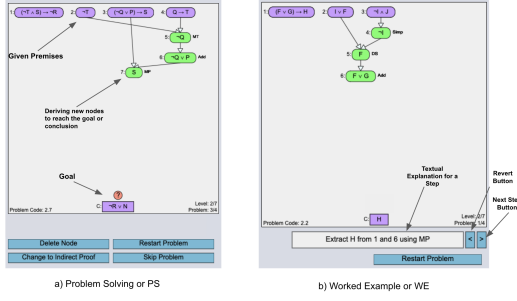 1: (¬T ∧ S) → ¬R
2: ¬T
3: (¬Q ∨ P) → S
4: Q → T
5: ¬Q MT
6: ¬Q ∨ P Add
7: S MP
Given Premises
Deriving new nodes
to reach the goal or
conclusion
Goal
?
C: ¬R ∨ N
Problem Code: 2.7
Level: 2/7
Problem: 3/4
Delete Node
Restart Problem
Change to Indirect Proof
Skip Problem
a) Problem Solving or PS
1: (F ∨ G) → H
2: I ∨ F
3: ¬I ∧ J
4: ¬I Simp
5: F DS
6: F ∨ G Add
Textual
Explanation for a
Step
Revert
Button
Next Ste
Button
C: H
Problem Code: 2.2
Level: 2/7
Problem: 1/4
Extract H from 1 and 6 using MP
<
>
Restart Problem
b) Worked Example or WE